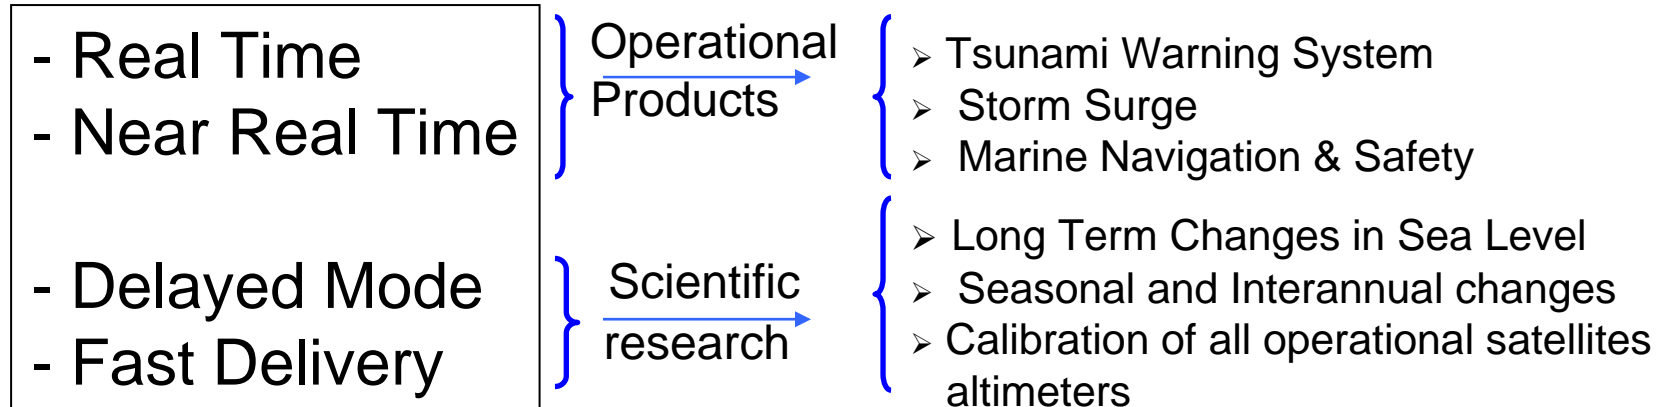 - Real Time
- Near Real Time
Operational
Products
➢ Tsunami Warning System
➢ Storm Surge
➢ Marine Navigation & Safety
- Delayed Mode
- Fast Delivery
Scientific
research
➢ Long Term Changes in Sea Level
➢ Seasonal and Interannual changes
➢ Calibration of all operational satellites
altimeters